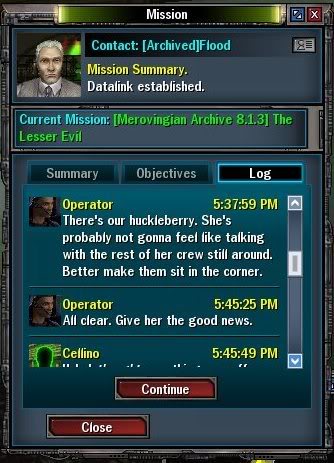 Mission
Contact: [Archived]Flood
Mission Summary.
Datalink established.
Current Mission: [Merovingian Archive 8.1.3] The
Lesser Evil
Summary
Objectives
Log
Operator 5:37:59 PM
There's our huckleberry. She's
probably not gonna feel like talking
with the rest of her crew still around.
Better make them sit in the corner.
Operator 5:45:25 PM
All clear. Give her the good news.
Cellino 5:45:49 PM
Continue
Close